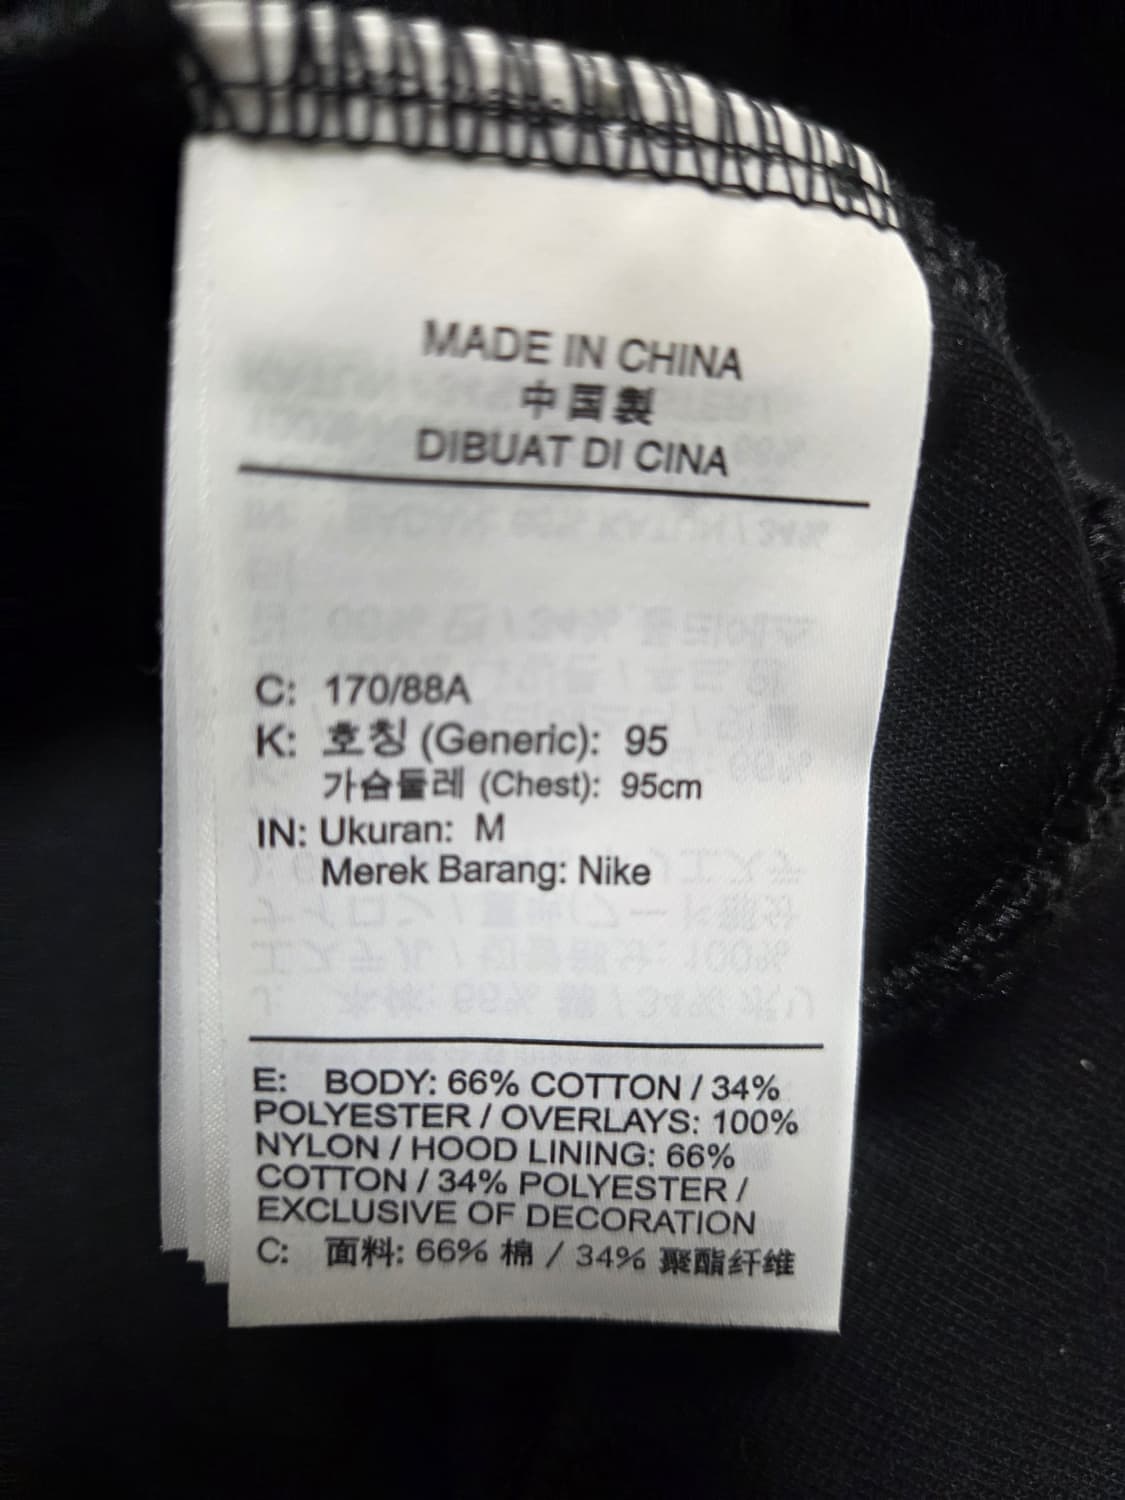 MADE IN CHINA
中国製
DIBUAT DI CINA
C: 170/88A
K: 호칭 (Generic): 95
가슴둘레 (Chest): 95cm
IN: Ukuran: M
Merek Barang: Nike
E: BODY: 66% COTTON / 34%
POLYESTER / OVERLAYS: 100%
NYLON / HOOD LINING: 66%
COTTON / 34% POLYESTER /
EXCLUSIVE OF DECORATION
C: 面料: 66% 棉 / 34% 聚酯纤维